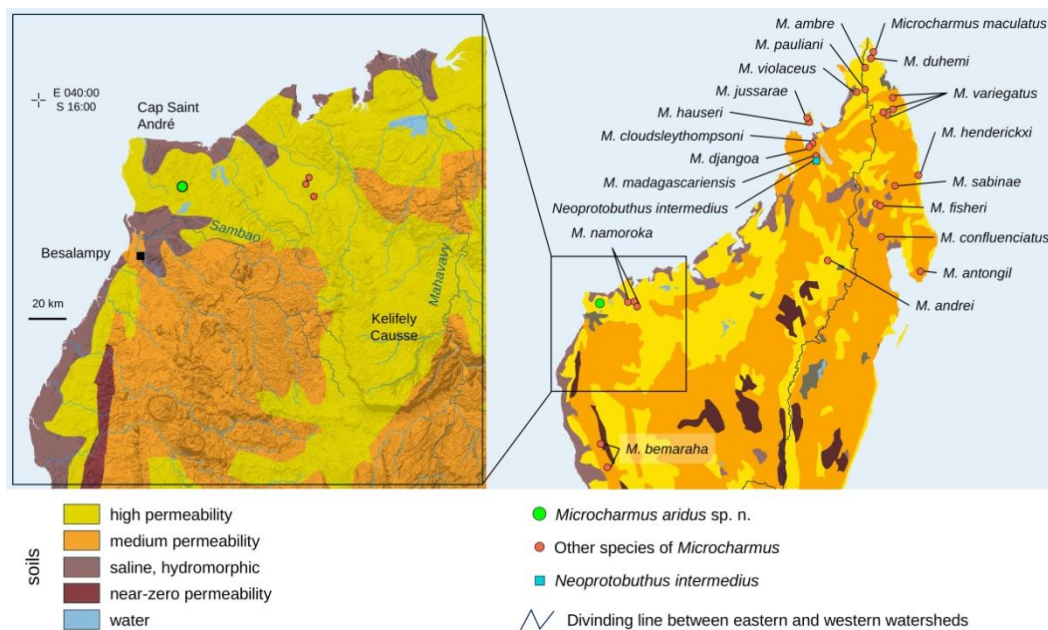 E 040:00
S 16:00
Cap Saint
André
Besalampy
20 km
Sambao
Mahavavy
Kelifely
Causse
M. ambre
M. pauliani
M. violaceus
M. jussarae
M. hauseri
M. cloudsleythompsoni
M. djangoa
M. madagascariensis
Neoprotobuthus intermedius
M. namoroka
Microcharmus maculatus
M. duhemi
M. variegatus
M. henderickxi
M. sabinae
M. fisheri
M. confluenciatus
M. antongil
M. andrei
M. bemaraha
soils
high permeability
medium permeability
saline, hydromorphic
near-zero permeability
water
Microcharmus aridus sp. n.
Other species of Microcharmus
Neoprotobuthus intermedius
Divinding line between eastern and western watersheds